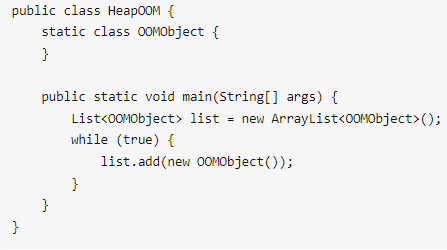 public class HeapOOM {
    static class OOMObject {
    }

    public static void main(String[] args) {
        List<OOMObject> list = new ArrayList<OOMObject>();
        while (true) {
            list.add(new OOMObject());
        }
    }
}